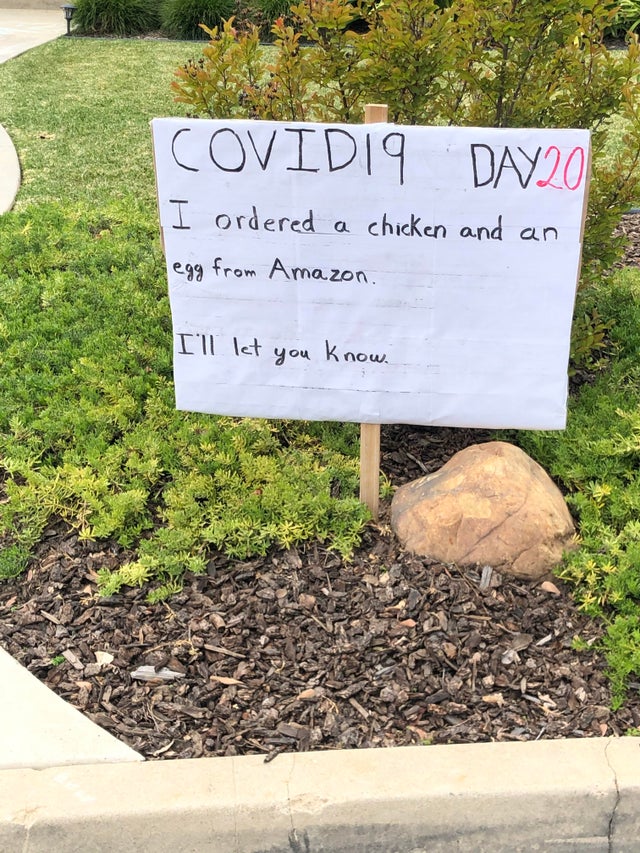 COVID19 DAY20
I ordered a chicken and an
egg from Amazon.
I'll let you know.